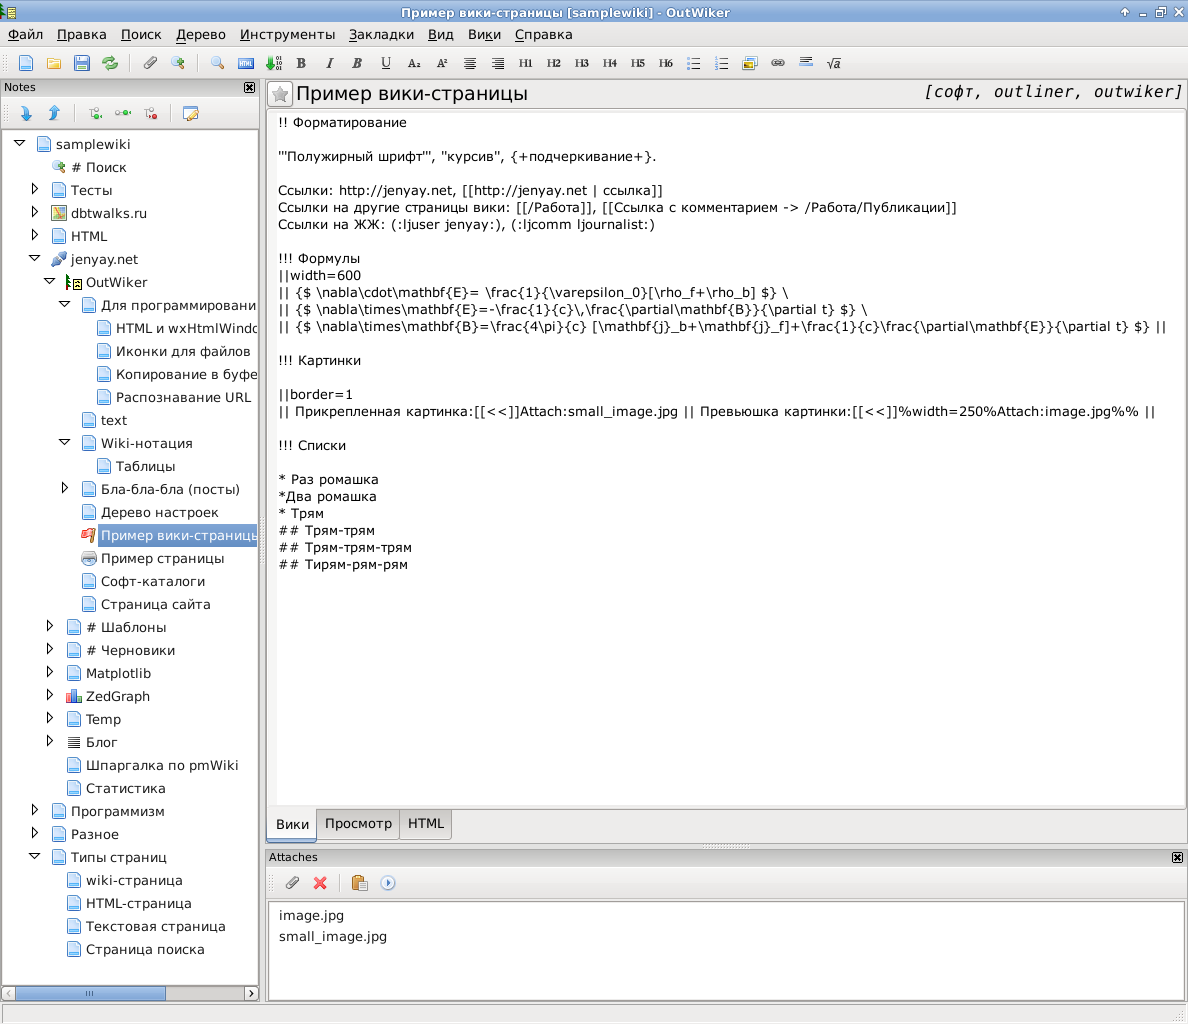 Пример вики-страницы [samplewiki] - OutWiker
Файл Правка Поиск Дерево Инструменты Закладки Вид Вики Справка
HTML B I B U A₂ A² H1 H2 H3 H4 H5 H6 √a
Notes
samplewiki
# Поиск
Тесты
dbtwalks.ru
HTML
jenyay.net
OutWiker
Для программировани
HTML и wxHtmlWindo
Иконки для файлов
Копирование в буфе
Распознавание URL
text
Wiki-нотация
Таблицы
Бла-бла-бла (посты)
Дерево настроек
Пример вики-страниць
Пример страницы
Софт-каталоги
Страница сайта
# Шаблоны
# Черновики
Matplotlib
ZedGraph
Temp
Блог
Шпаргалка по pmWiki
Статистика
Программизм
Разное
Типы страниц
wiki-страница
HTML-страница
Текстовая страница
Страница поиска
Пример вики-страницы
[софт, outliner, outwiker]
!! Форматирование
'''Полужирный шрифт''', ''курсив'', {+подчеркивание+}.
Ссылки: http://jenyay.net, [[http://jenyay.net | ссылка]]
Ссылки на другие страницы вики: [[/Работа]], [[Ссылка с комментарием -> /Работа/Публикации]]
Ссылки на ЖЖ: (:ljuser jenyay:), (:ljcomm ljournalist:)
!!! Формулы
||width=600
|| {$ \nabla\cdot\mathbf{E}= \frac{1}{\varepsilon_0}[\rho_f+\rho_b] $} \
|| {$ \nabla\times\mathbf{E}=-\frac{1}{c}\,\frac{\partial\mathbf{B}}{\partial t} $} \
|| {$ \nabla\times\mathbf{B}=\frac{4\pi}{c} [\mathbf{j}_b+\mathbf{j}_f]+\frac{1}{c}\frac{\partial\mathbf{E}}{\partial t} $} ||
!!! Картинки
||border=1
|| Прикрепленная картинка:[[<<]]Attach:small_image.jpg || Превьюшка картинки:[[<<]]%width=250%Attach:image.jpg%% ||
!!! Списки
* Раз ромашка
*Два ромашка
* Трям
## Трям-трям
## Трям-трям-трям
## Тирям-рям-рям
Вики Просмотр HTML
Attaches
image.jpg
small_image.jpg